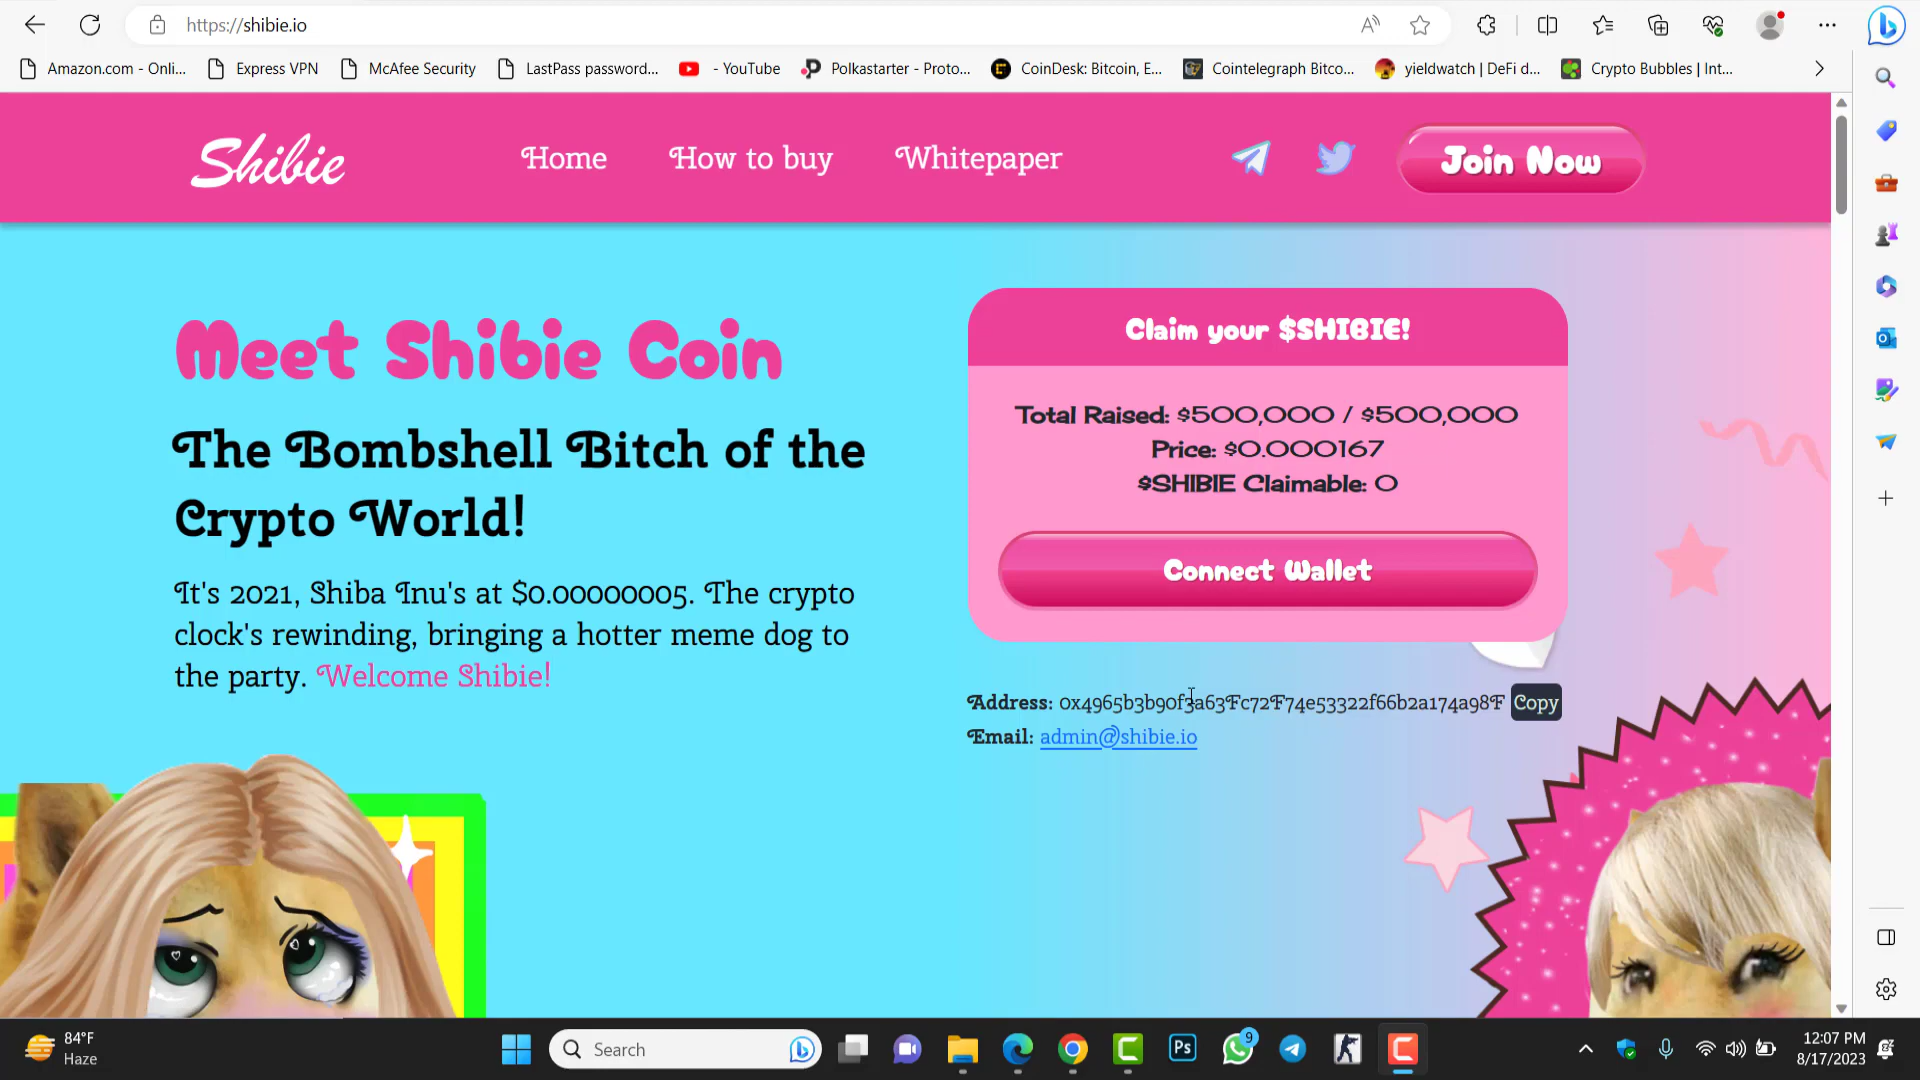 https://shibie.io
Amazon.com - Onli...
Express VPN
McAfee Security
LastPass password...
- YouTube
Polkastarter - Proto...
CoinDesk: Bitcoin, E...
Cointelegraph Bitco...
yieldwatch | DeFi d...
Crypto Bubbles | Int...
Shibie
Home
How to buy
Whitepaper
Join Now
Meet Shibie Coin
The Bombshell Bitch of the
Crypto World!
It's 2021, Shiba Inu's at $0.00000005. The crypto
clock's rewinding, bringing a hotter meme dog to
the party. Welcome Shibie!
Claim your $SHIBIE!
Total Raised: $500,000 / $500,000
Price: $0.000167
$SHIBIE Claimable: 0
Connect Wallet
Address: 0x4965b3b90f3a63Fc72F74e53322f66b2a174a98F Copy
Email: admin@shibie.io
84°F
Haze
Search
Ps
9
12:07 PM
8/17/2023